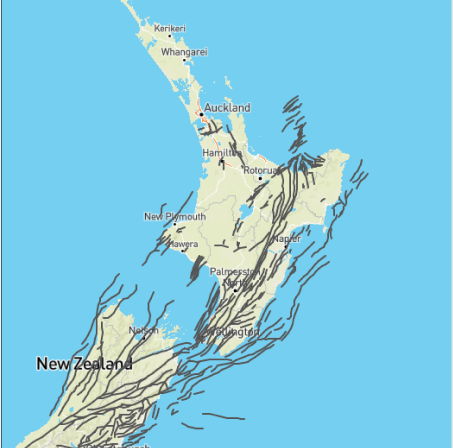 Kerikeri
Whangarei
Auckland
Hamilton
Rotorua
New Plymouth
Hawera
Napier
Palmerston
North
Nelson
Wellington
New Zealand